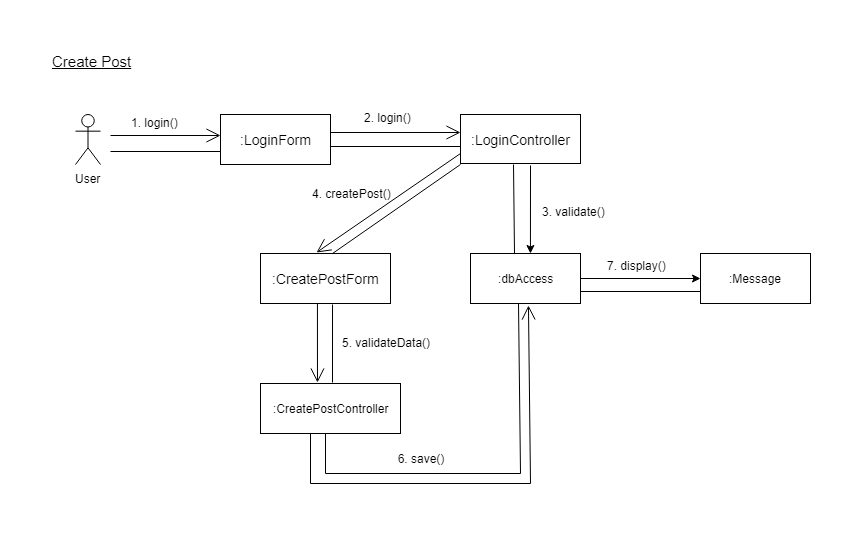 Create Post
1. login()
2. login()
:LoginForm
:LoginController
User
4. createPost()
3. validate()
7. display()
:CreatePostForm
:dbAccess
:Message
5. validateData()
:CreatePostController
6. save()